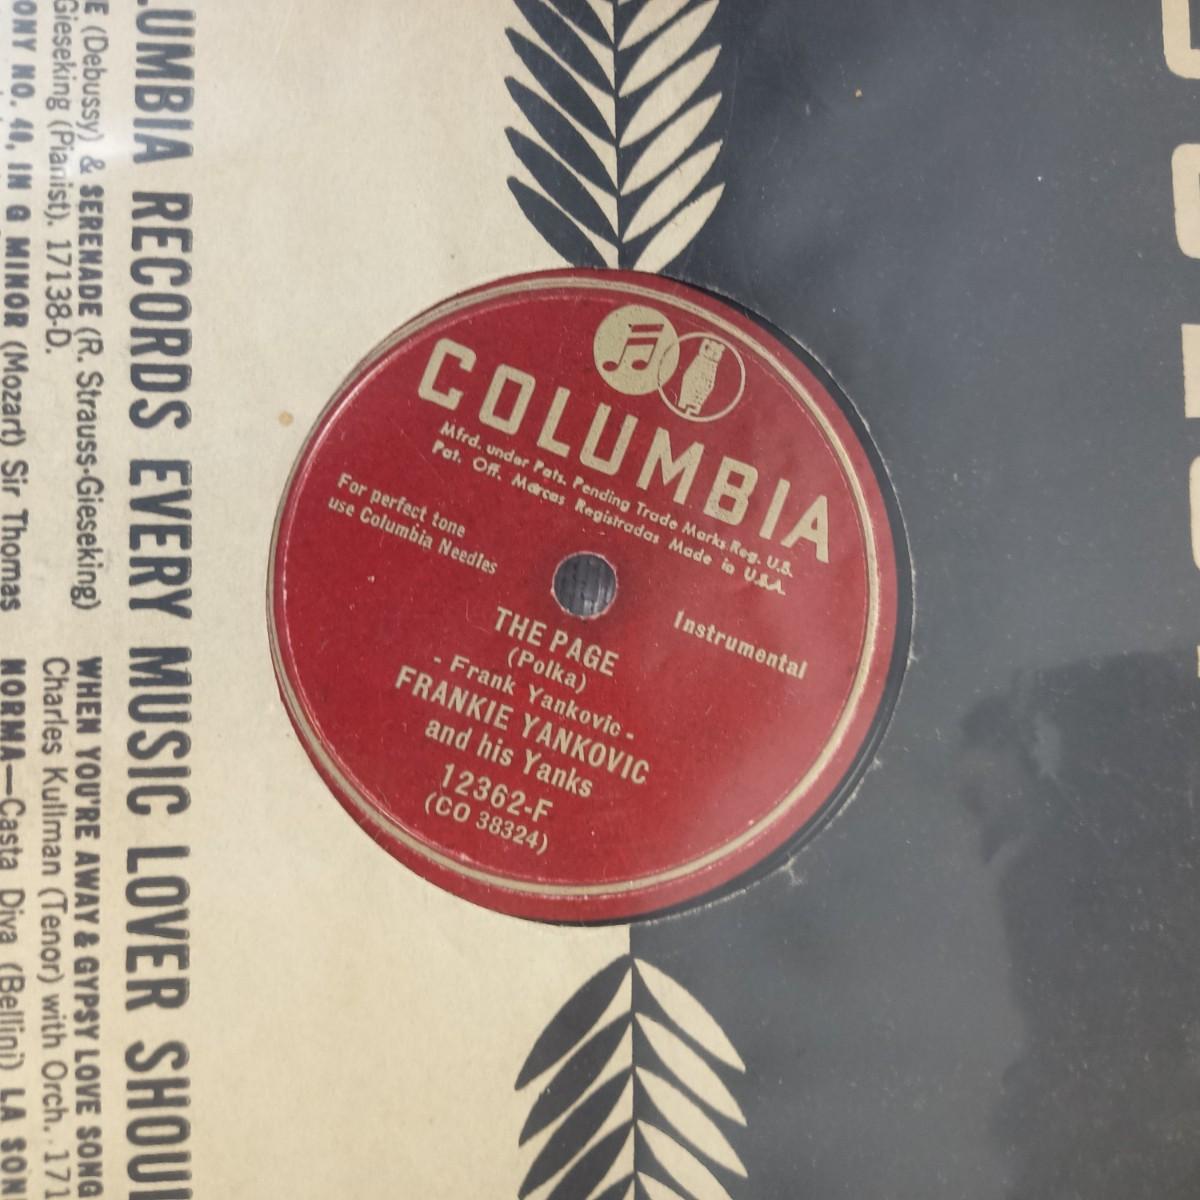 COLUMBIA
Mfrd. under Pats. Pending Trade Marks Reg. U.S.
Pat. Off. Marcas Registradas Made in U.S.A.
For perfect tone
use Columbia Needles
Instrumental
THE PAGE
(Polka)
- Frank Yankovic -
FRANKIE YANKOVIC
and his Yanks
12362-F
(CO 38324)
LUMBIA RECORDS EVERY MUSIC LOVER SHOUL
E (Debussy) & SERENADE (R. Strauss-Gieseking)
Gieseking (Pianist). 17138-D.
ONY NO. 40, IN G MINOR (Mozart) Sir Thomas
WHEN YOU'RE AWAY & GYPSY LOVE SONG
Charles Kullman (Tenor) with Orch. 171
NORMA—Casta Diva (Bellini) LA SON